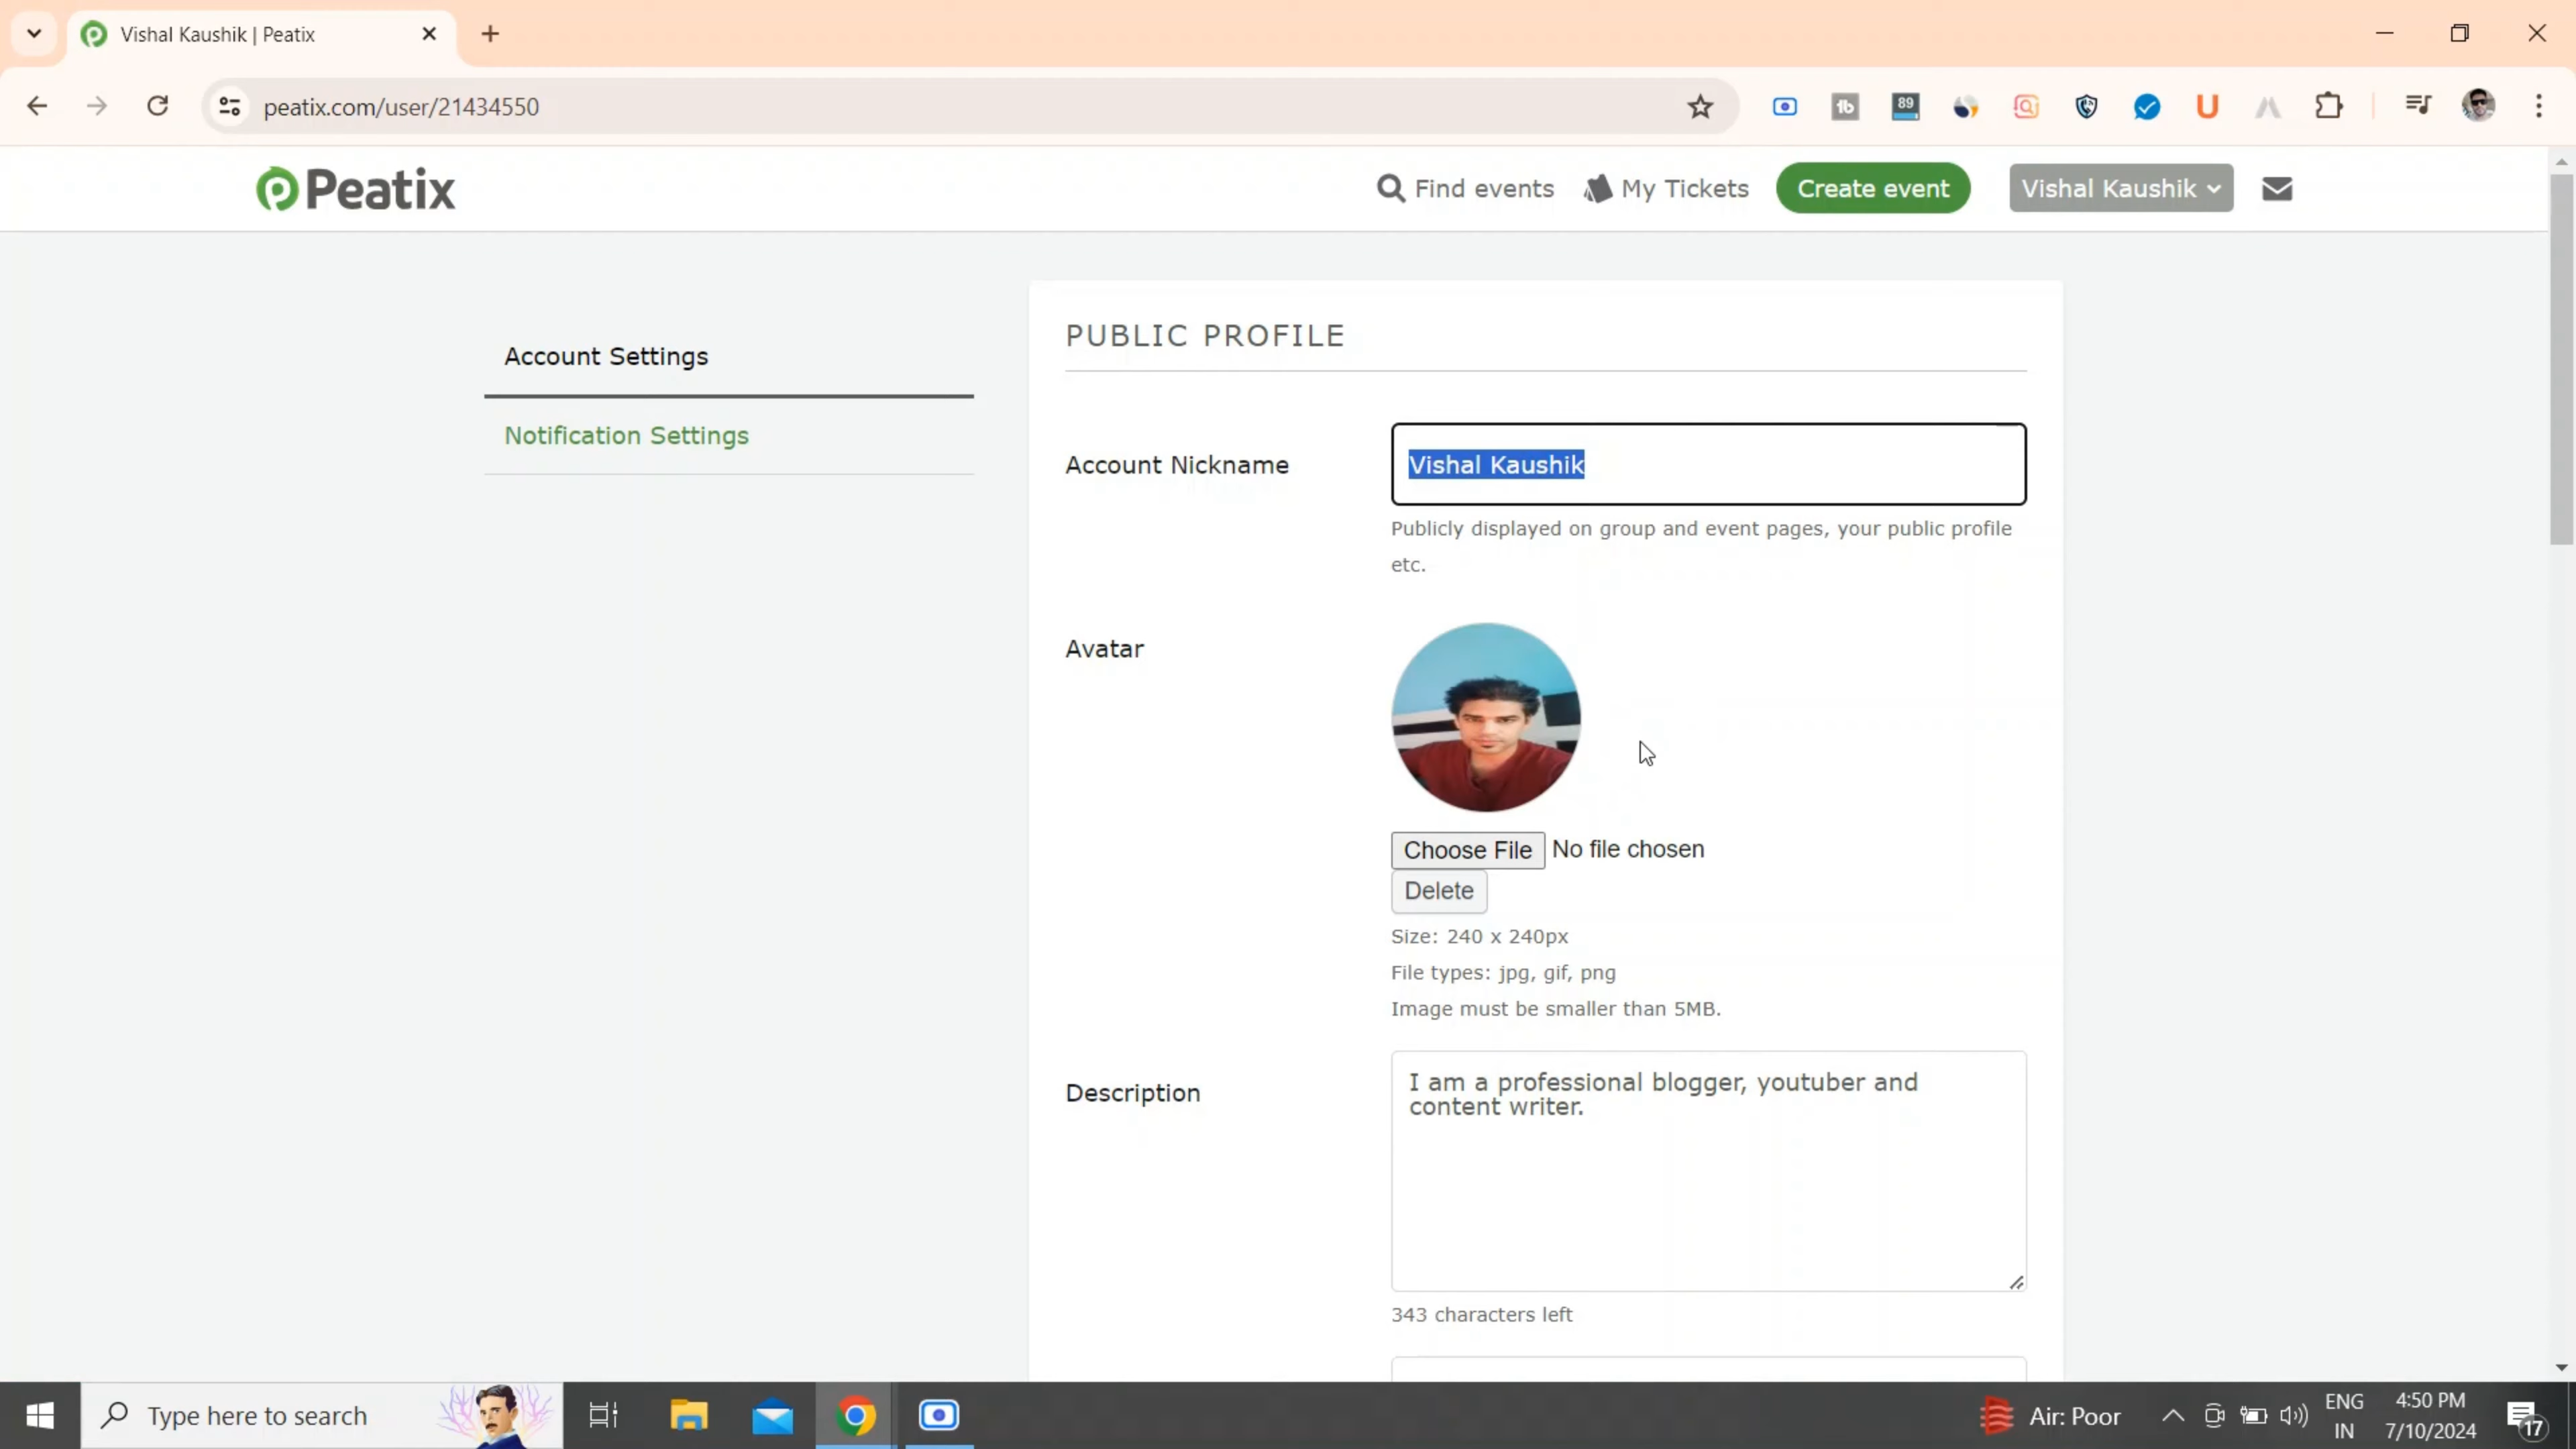 Vishal Kaushik | Peatix
peatix.com/user/21434550
89
Peatix
Find events
My Tickets
Create event
Vishal Kaushik
Account Settings
Notification Settings
PUBLIC PROFILE
Account Nickname
Vishal Kaushik
Publicly displayed on group and event pages, your public profile
etc.
Avatar
Choose File No file chosen
Delete
Size: 240 x 240px
File types: jpg, gif, png
Image must be smaller than 5MB.
Description
I am a professional blogger, youtuber and
content writer.
343 characters left
Type here to search
Air: Poor
ENG
IN
4:50 PM
7/10/2024
17